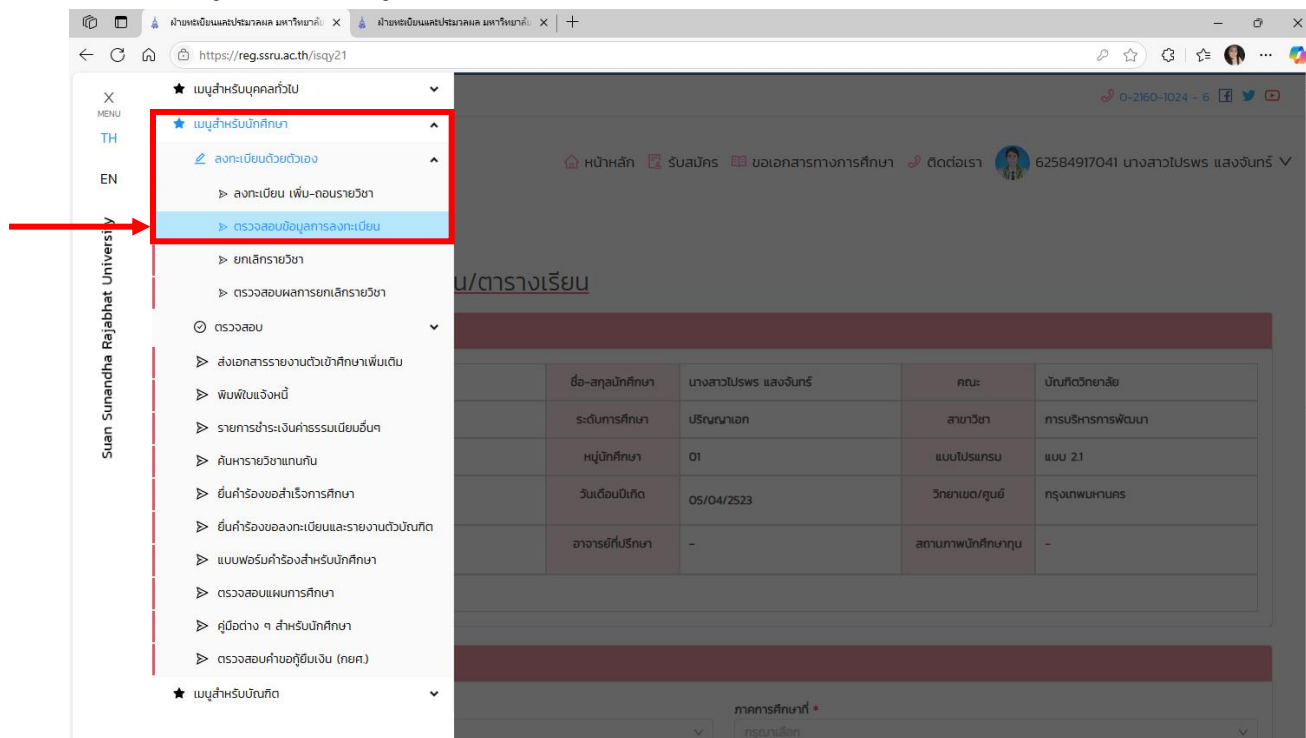 ฝ่ายทะเบียนและประมวลผล มหาวิทยาลัย
ฝ่ายทะเบียนและประมวลผล มหาวิทยาลัย
https://reg.ssru.ac.th/isqy21
X
MENU
TH
EN
Suan Sunandha Rajabhat University
เมนูสำหรับบุคคลทั่วไป
เมนูสำหรับนักศึกษา
ลงทะเบียนด้วยตัวเอง
ลงทะเบียน เพิ่ม-ถอนรายวิชา
ตรวจสอบข้อมูลการลงทะเบียน
ยกเลิกรายวิชา
ตรวจสอบผลการยกเลิกรายวิชา
ตรวจสอบ
ส่งเอกสารรายงานตัวเข้าศึกษาเพิ่มเติม
พิมพ์ใบแจ้งหนี้
รายการชำระเงินค่าธรรมเนียมอื่นๆ
ค้นหารายวิชาแทนกัน
ยื่นคำร้องขอสำเร็จการศึกษา
ยื่นคำร้องขอลงทะเบียนและรายงานตัวบัณฑิต
แบบฟอร์มคำร้องสำหรับนักศึกษา
ตรวจสอบแผนการศึกษา
คู่มือต่าง ๆ สำหรับนักศึกษา
ตรวจสอบคำขอกู้ยืมเงิน (กยศ.)
เมนูสำหรับบัณฑิต
0-2160-1024 - 6
หน้าหลัก รับสมัคร ขอเอกสารทางการศึกษา ติดต่อเรา 62584917041 นางสาวไปรพร แสงจันทร์
น/ตารางเรียน
ชื่อ-สกุลนักศึกษา นางสาวไปรพร แสงจันทร์ คณะ บัณฑิตวิทยาลัย
ระดับการศึกษา ปริญญาเอก สาขาวิชา การบริหารการพัฒนา
หมู่นักศึกษา 01 แบบโปรแกรม แบบ 2.1
วันเดือนปีเกิด 05/04/2523 วิทยาเขต/ศูนย์ กรุงเทพมหานคร
อาจารย์ที่ปรึกษา - สถานภาพนักศึกษาทุน -
ภาคการศึกษาที่ *
กรุณาเลือก